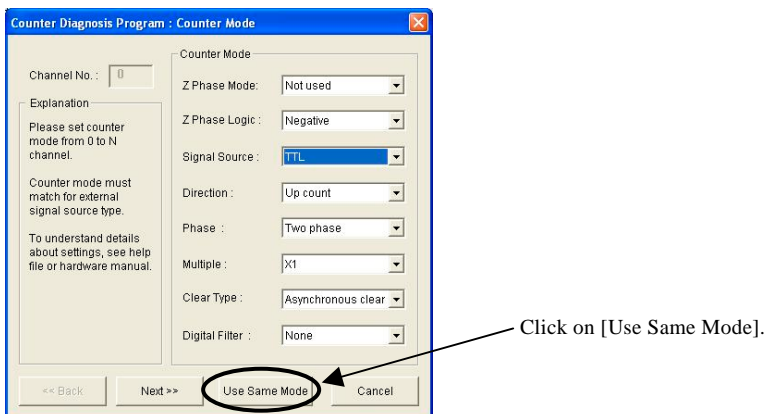 Counter Diagnosis Program : Counter Mode
Channel No. : 0
Explanation
Please set counter
mode from 0 to N
channel.
Counter mode must
match for external
signal source type.
To understand details
about settings, see help
file or hardware manual.
Counter Mode
Z Phase Mode: Not used
Z Phase Logic : Negative
Signal Source : TTL
Direction : Up count
Phase : Two phase
Multiple : X1
Clear Type : Asynchronous clear
Digital Filter : None
<< Back Next >> Use Same Mode Cancel
Click on [Use Same Mode].